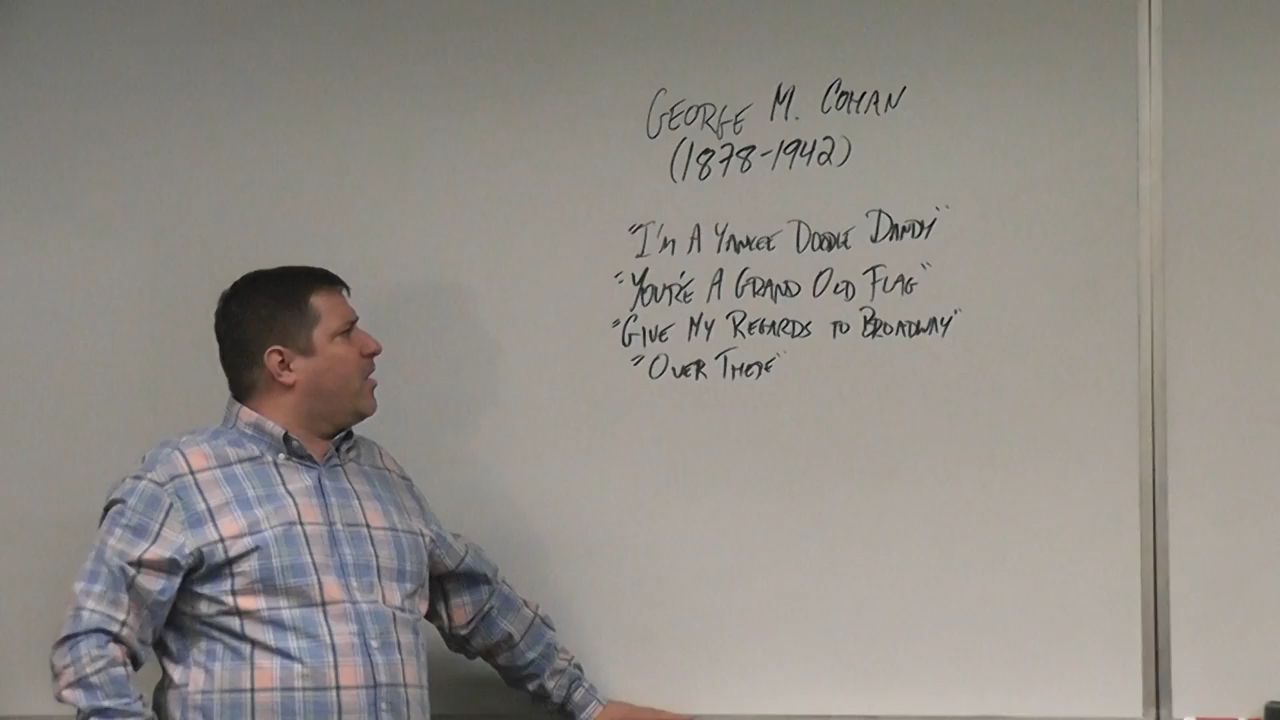 GEORGE M. COHAN
(1878-1942)
"I'M A YANKEE DOODLE DANDY"
"YOU'RE A GRAND OLD FLAG"
"GIVE MY REGARDS TO BROADWAY"
"OVER THERE"